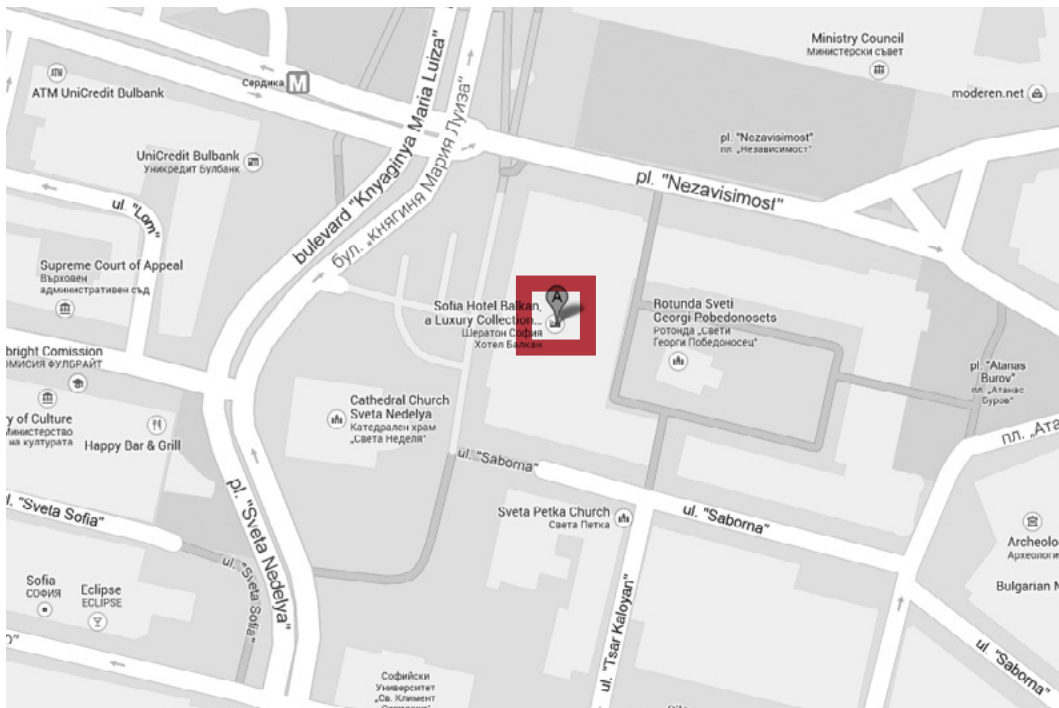 Ministry Council
МИНИСТЕРСКИ СЪВЕТ
moderen.net
Сердика M
ATM UniCredit Bulbank
bulevard "Knyaginya Maria Luiza"
бул. „Княгиня Мария Луиза"
UniCredit Bulbank
Уникредит Булбанк
pl. "Nezavisimost"
пл. „Независимост"
pl. "Nezavisimost"
ul. "Lom"
Supreme Court of Appeal
Върховен
административен съд
A
Sofia Hotel Balkan,
a Luxury Collection...
Шератон София
Хотел Балкан
Rotunda Sveti
Georgi Pobedonosets
Ротонда „Свети
Георги Победоносец"
bright Comission
ОМИСИЯ ФУЛБРАЙТ
pl. "Atanas
Burov"
пл. „Атанас
Буров"
Cathedral Church
Sveta Nedelya
Катедрален храм
„Света Неделя"
y of Culture
Министерство
на културата
Happy Bar & Grill
пл. „Ата
ul. "Saborna"
pl. "Sveta Nedelya"
l. "Sveta Sofia"
ul. "Sveta Sofia"
Sveta Petka Church
Света Петка
ul. "Saborna"
Archeolo
Археологич
Bulgarian N
Sofia
СОФИЯ
Eclipse
ECLIPSE
ul. "Tsar Kaloyan"
ul. "Saborna"
Софийски
Университет
„Св. Климент